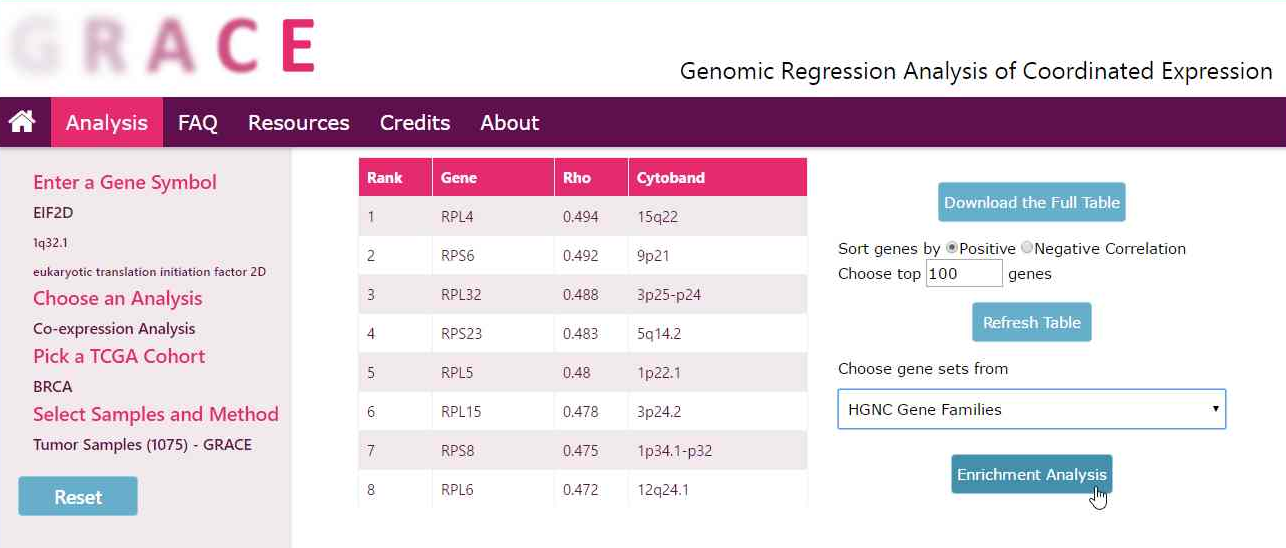 GRACE
Genomic Regression Analysis of Coordinated Expression
Analysis FAQ Resources Credits About
Enter a Gene Symbol
EIF2D
1q32.1
eukaryotic translation initiation factor 2D
Choose an Analysis
Co-expression Analysis
Pick a TCGA Cohort
BRCA
Select Samples and Method
Tumor Samples (1075) - GRACE
Reset
Rank Gene Rho Cytoband
1 RPL4 0.494 15q22
2 RPS6 0.492 9p21
3 RPL32 0.488 3p25-p24
4 RPS23 0.483 5q14.2
5 RPL5 0.48 1p22.1
6 RPL15 0.478 3p24.2
7 RPS8 0.475 1p34.1-p32
8 RPL6 0.472 12q24.1
Download the Full Table
Sort genes by Positive Negative Correlation
Choose top 100 genes
Refresh Table
Choose gene sets from
HGNC Gene Families
Enrichment Analysis